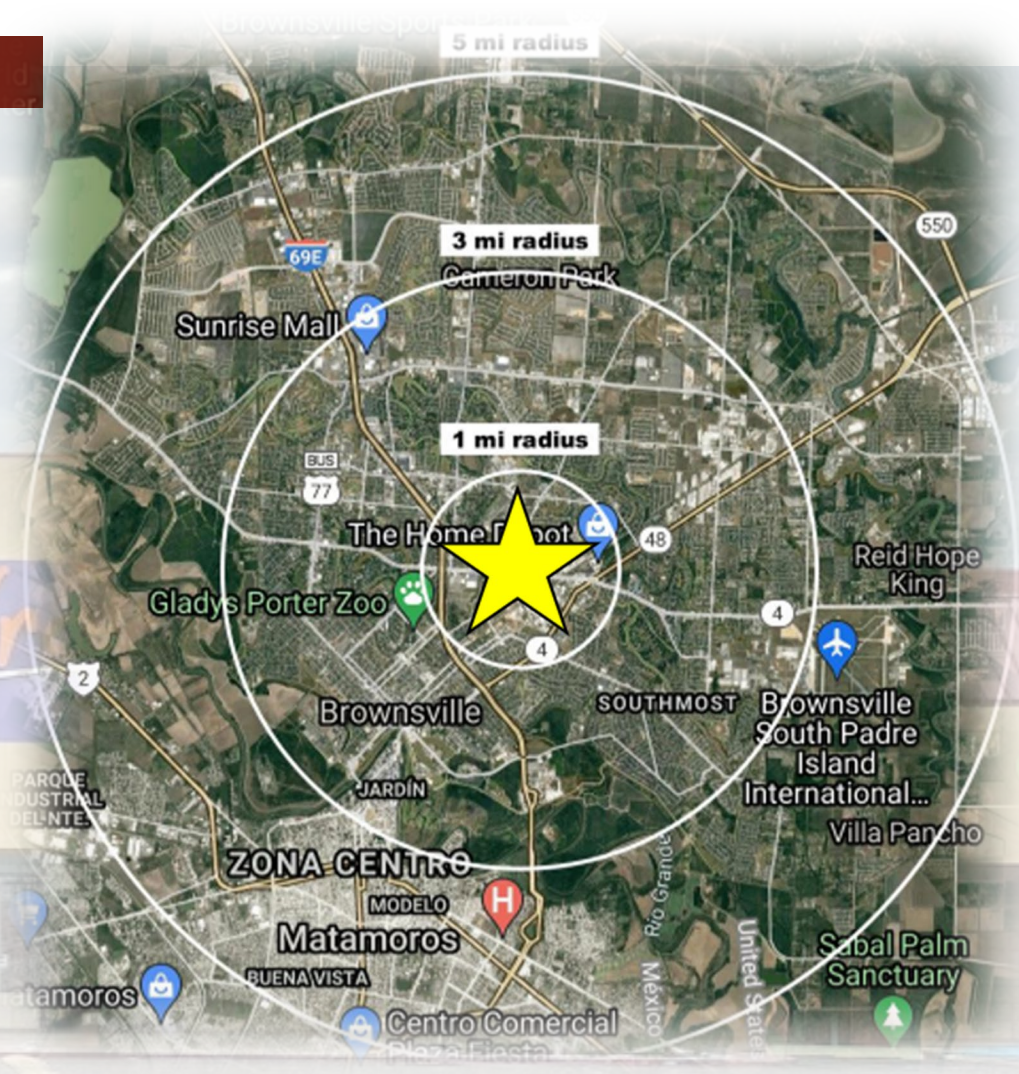 Brownsville Sports Park
5 mi radius
550
3 mi radius
69E
Cameron Park
Sunrise Mall
1 mi radius
BUS
77
The Home Depot
48
Reid Hope
King
Gladys Porter Zoo
4
4
2
SOUTHMOST
Brownsville
South Padre
Island
International...
Brownsville
PARQUE
INDUSTRIAL
DEL NTE
JARDÍN
Villa Pancho
ZONA CENTRO
Rio Grande
MODELO
H
Matamoros
Sabal Palm
Sanctuary
BUENA VISTA
México
United States
atamoros
Centro Comercial
Plaza Fiesta